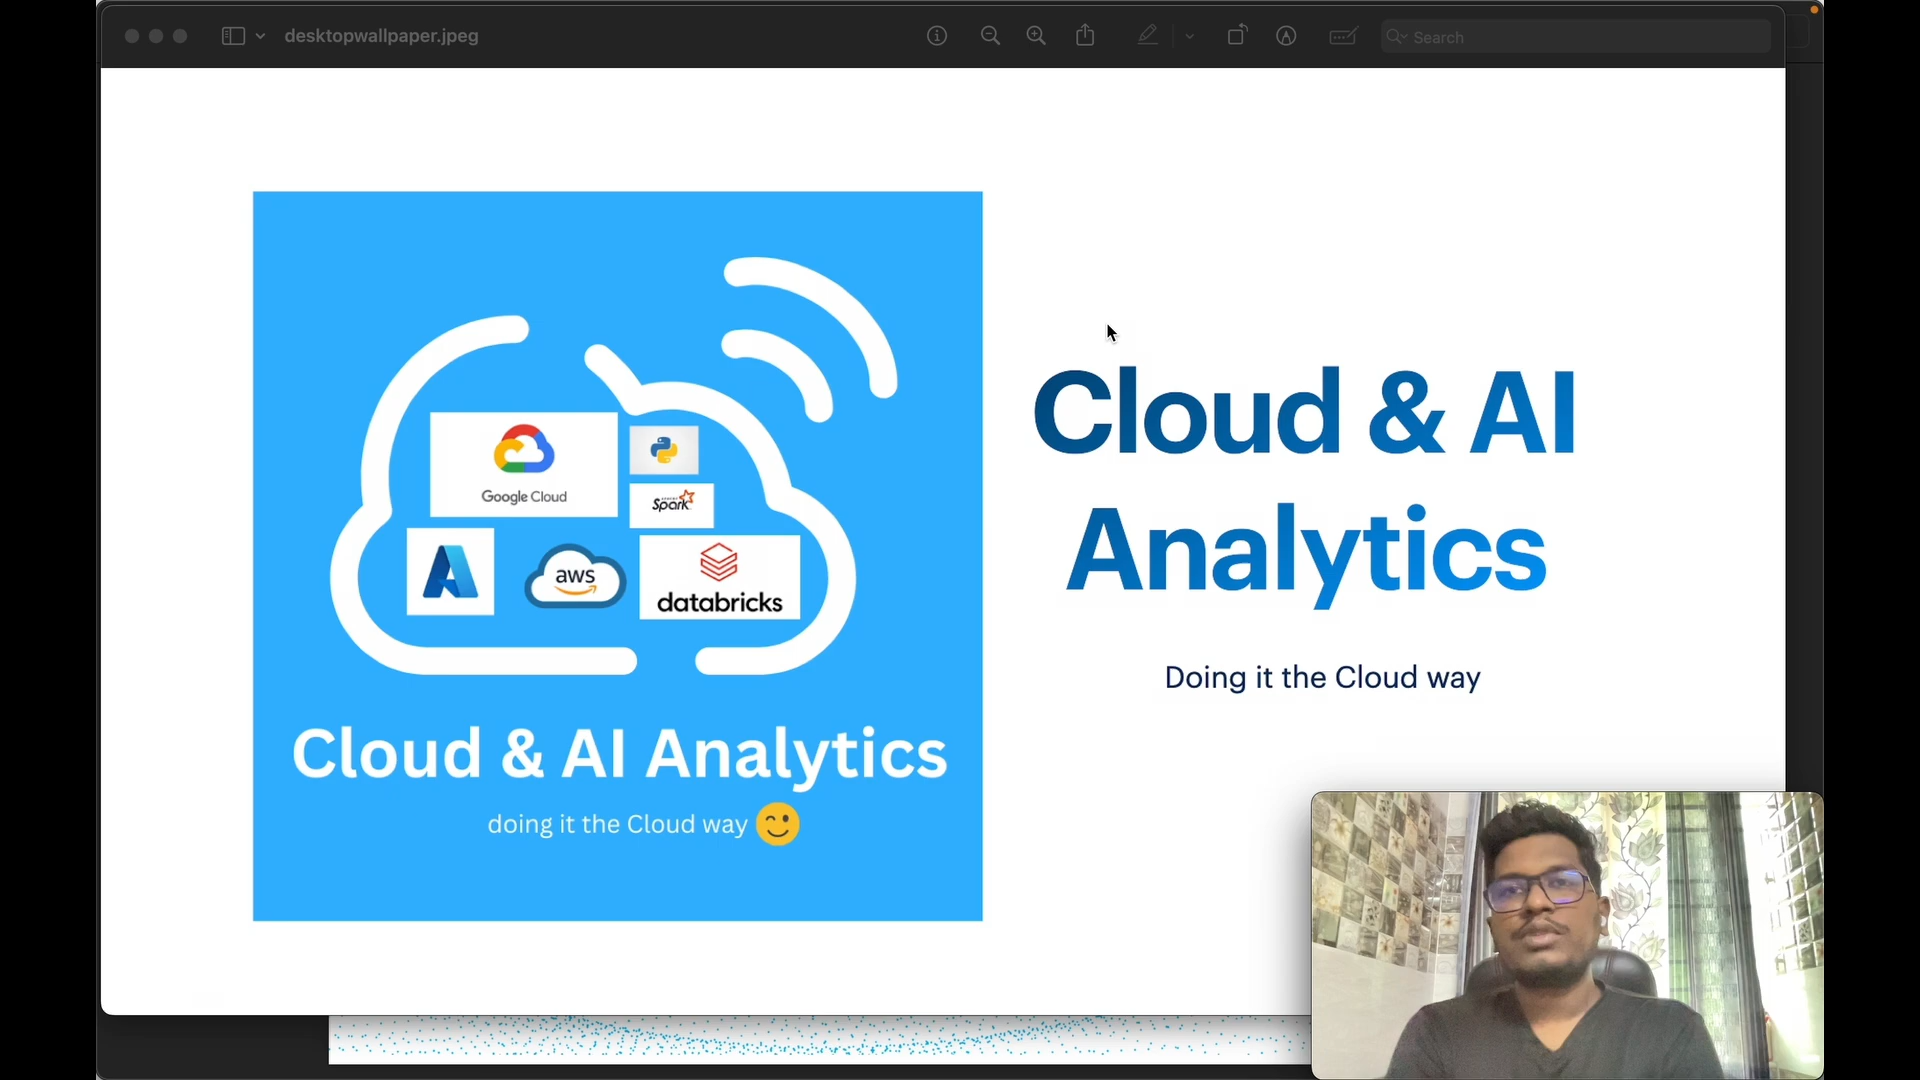 desktopwallpaper.jpeg
Search
Cloud & AI
Analytics
Doing it the Cloud way
Google Cloud
APACHE
Spark
aws
databricks
Cloud & AI Analytics
doing it the Cloud way